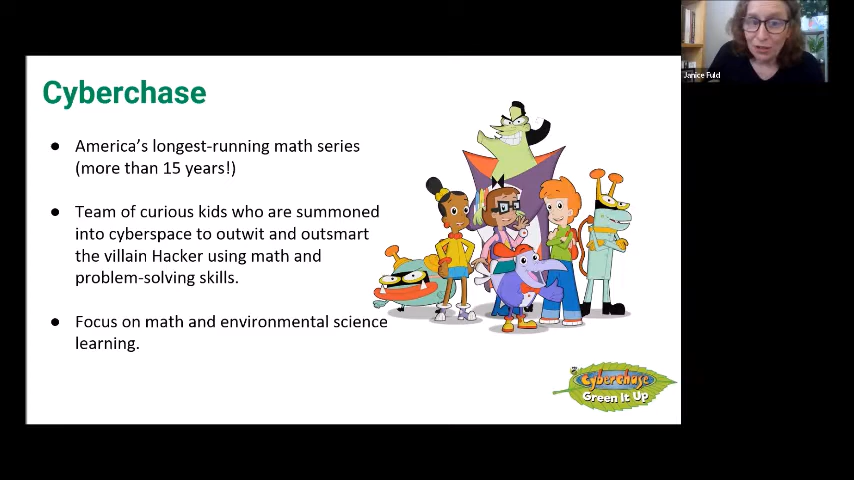 Janice Fuld
Cyberchase
● America's longest-running math series
(more than 15 years!)
● Team of curious kids who are summoned
into cyberspace to outwit and outsmart
the villain Hacker using math and
problem-solving skills.
● Focus on math and environmental science
learning.
Cyberchase
Green It Up